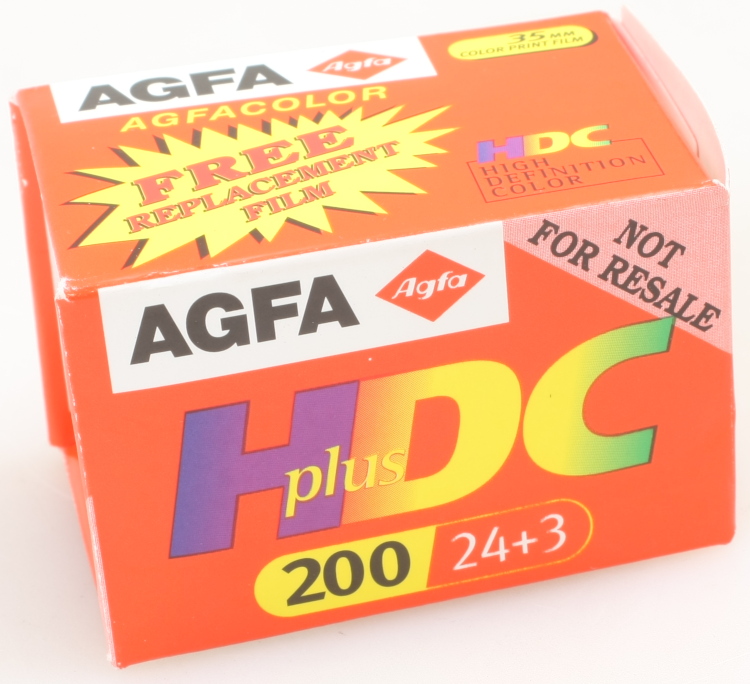 AGFA
Agfa
AGFACOLOR
FREE
REPLACEMENT
FILM
35 MM
COLOR PRINT FILM
HDC
HIGH
DEFINITION
COLOR
AGFA
Agfa
NOT
FOR RESALE
HDC
plus
200
24+3